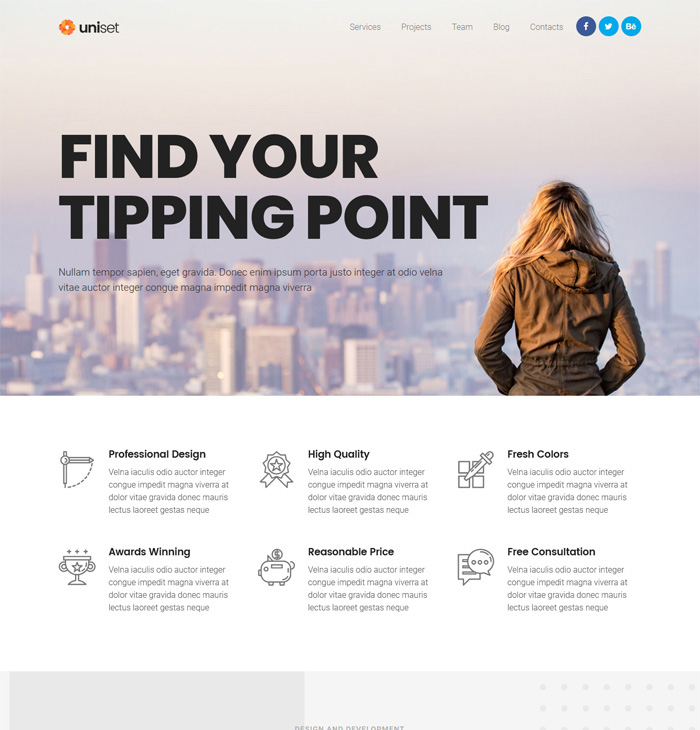 uniset
Services Projects Team Blog Contacts
FIND YOUR
TIPPING POINT
Nullam tempor sapien, eget gravida. Donec enim ipsum porta justo integer at odio velna
vitae auctor integer congue magna impedit magna viverra
Professional Design
Velna iaculis odio auctor integer
congue impedit magna viverra at
dolor vitae gravida donec mauris
lectus laoreet gestas neque
High Quality
Velna iaculis odio auctor integer
congue impedit magna viverra at
dolor vitae gravida donec mauris
lectus laoreet gestas neque
Fresh Colors
Velna iaculis odio auctor integer
congue impedit magna viverra at
dolor vitae gravida donec mauris
lectus laoreet gestas neque
Awards Winning
Velna iaculis odio auctor integer
congue impedit magna viverra at
dolor vitae gravida donec mauris
lectus laoreet gestas neque
Reasonable Price
Velna iaculis odio auctor integer
congue impedit magna viverra at
dolor vitae gravida donec mauris
lectus laoreet gestas neque
Free Consultation
Velna iaculis odio auctor integer
congue impedit magna viverra at
dolor vitae gravida donec mauris
lectus laoreet gestas neque
DESIGN AND DEVELOPMENT